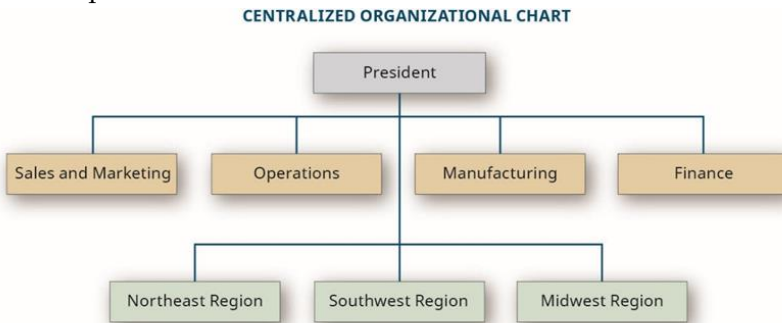 CENTRALIZED ORGANIZATIONAL CHART
President
Sales and Marketing
Operations
Manufacturing
Finance
Northeast Region
Southwest Region
Midwest Region